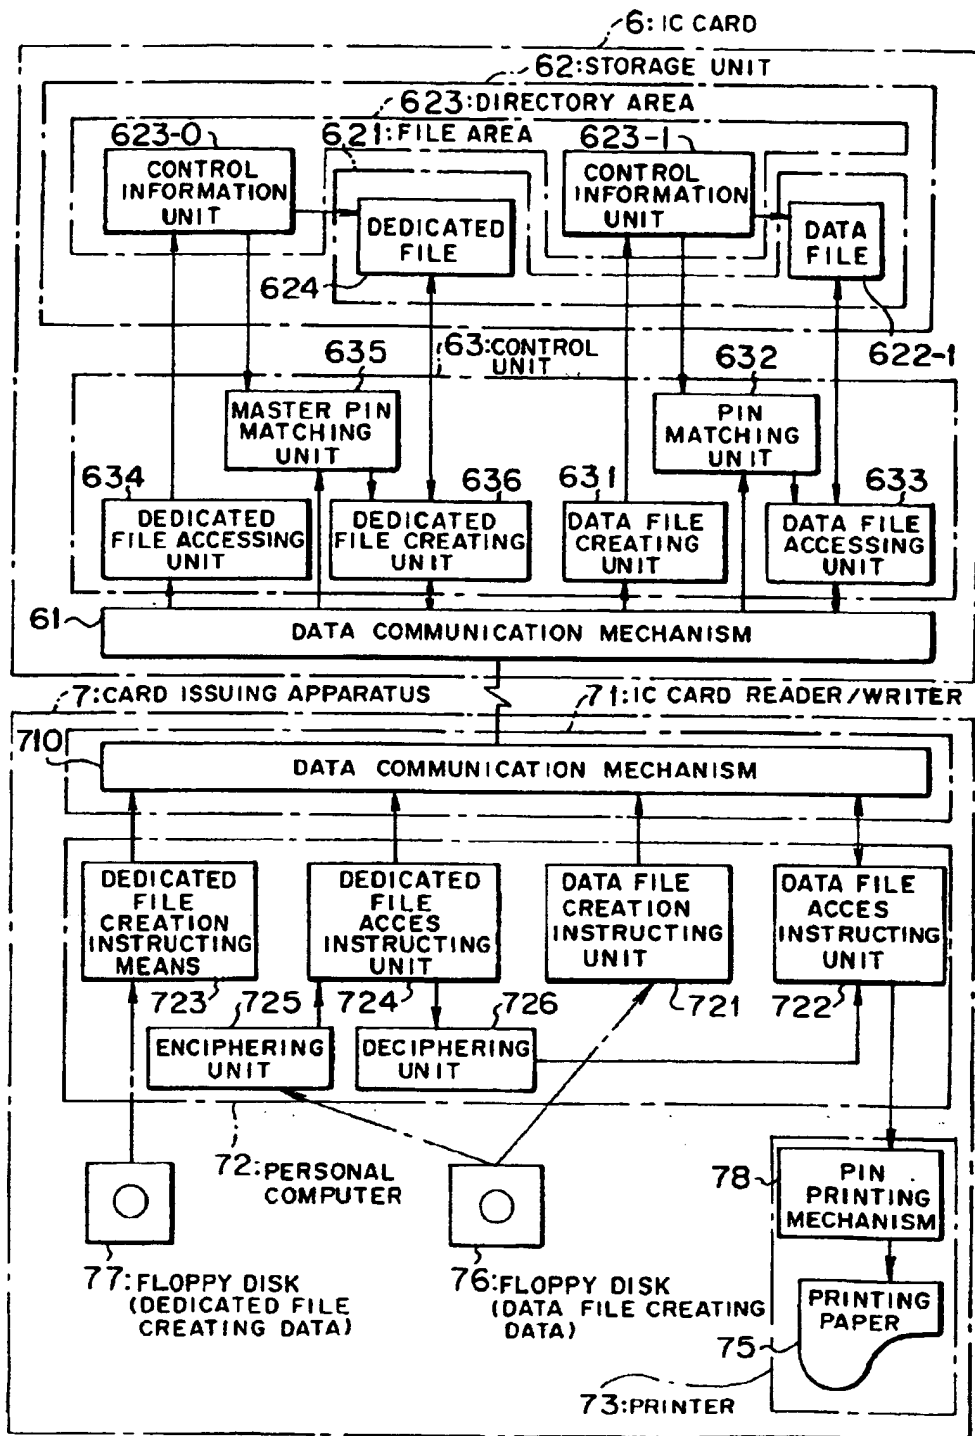 6: IC CARD
62: STORAGE UNIT
623: DIRECTORY AREA
621: FILE AREA
623-0
CONTROL
INFORMATION
UNIT
DEDICATED
FILE
624
623-1
CONTROL
INFORMATION
UNIT
DATA
FILE
622-1
63: CONTROL
UNIT
635
MASTER PIN
MATCHING
UNIT
632
PIN
MATCHING
UNIT
634
DEDICATED
FILE ACCESSING
UNIT
636
DEDICATED
FILE CREATING
UNIT
631
DATA FILE
CREATING
UNIT
633
DATA FILE
ACCESSING
UNIT
61
DATA COMMUNICATION MECHANISM
7: CARD ISSUING APPARATUS
71: IC CARD READER/WRITER
710
DATA COMMUNICATION MECHANISM
DEDICATED
FILE
CREATION
INSTRUCTING
MEANS
723
DEDICATED
FILE
ACCES
INSTRUCTING
UNIT
724
DATA FILE
CREATION
INSTRUCTING
UNIT
721
DATA FILE
ACCES
INSTRUCTING
UNIT
722
725
ENCIPHERING
UNIT
726
DECIPHERING
UNIT
72: PERSONAL
COMPUTER
77: FLOPPY DISK
(DEDICATED FILE
CREATING DATA)
76: FLOPPY DISK
(DATA FILE CREATING
DATA)
78
PIN
PRINTING
MECHANISM
PRINTING
PAPER
75
73: PRINTER